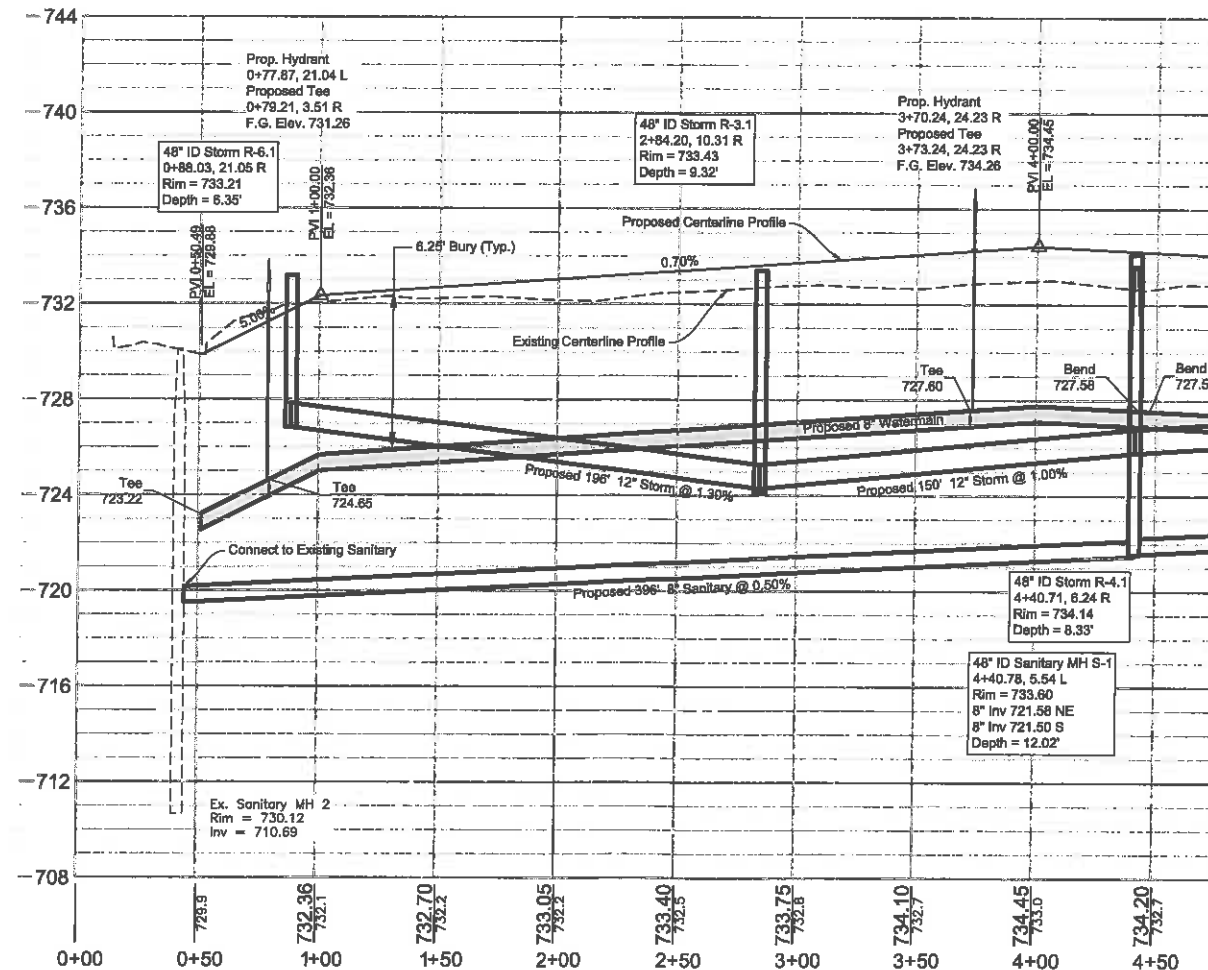 744
740
736
732
728
724
720
716
712
708
Prop. Hydrant
0+77.87, 21.04 L
Proposed Tee
0+79.21, 3.51 R
F.G. Elev. 731.26
48" ID Storm R-6.1
0+88.03, 21.05 R
Rim = 733.21
Depth = 6.35'
PVI 0+50.49
EL = 729.88
PVI 1+00.00
EL = 732.36
5.00%
6.25' Bury (Typ.)
48" ID Storm R-3.1
2+84.20, 10.31 R
Rim = 733.43
Depth = 9.32'
Proposed Centerline Profile
0.70%
Existing Centerline Profile
Prop. Hydrant
3+70.24, 24.23 R
Proposed Tee
3+73.24, 24.23 R
F.G. Elev. 734.26
PVI 4+00.00
EL = 734.45
Tee
727.60
Bend
727.58
Bend
727.5
Proposed 8" Watermain
Proposed 196' 12" Storm @ 1.30%
Proposed 150' 12" Storm @ 1.00%
Tee
723.22
Tee
724.65
Connect to Existing Sanitary
Proposed 396' 8" Sanitary @ 0.50%
48" ID Storm R-4.1
4+40.71, 6.24 R
Rim = 734.14
Depth = 8.33'
48" ID Sanitary MH S-1
4+40.78, 5.54 L
Rim = 733.60
8" Inv 721.58 NE
8" Inv 721.50 S
Depth = 12.02'
Ex. Sanitary MH 2
Rim = 730.12
Inv = 710.69
729.9
732.36
732.1
732.70
732.2
733.05
732.2
733.40
732.5
733.75
732.8
734.10
732.7
734.45
733.0
734.20
732.7
0+00
0+50
1+00
1+50
2+00
2+50
3+00
3+50
4+00
4+50